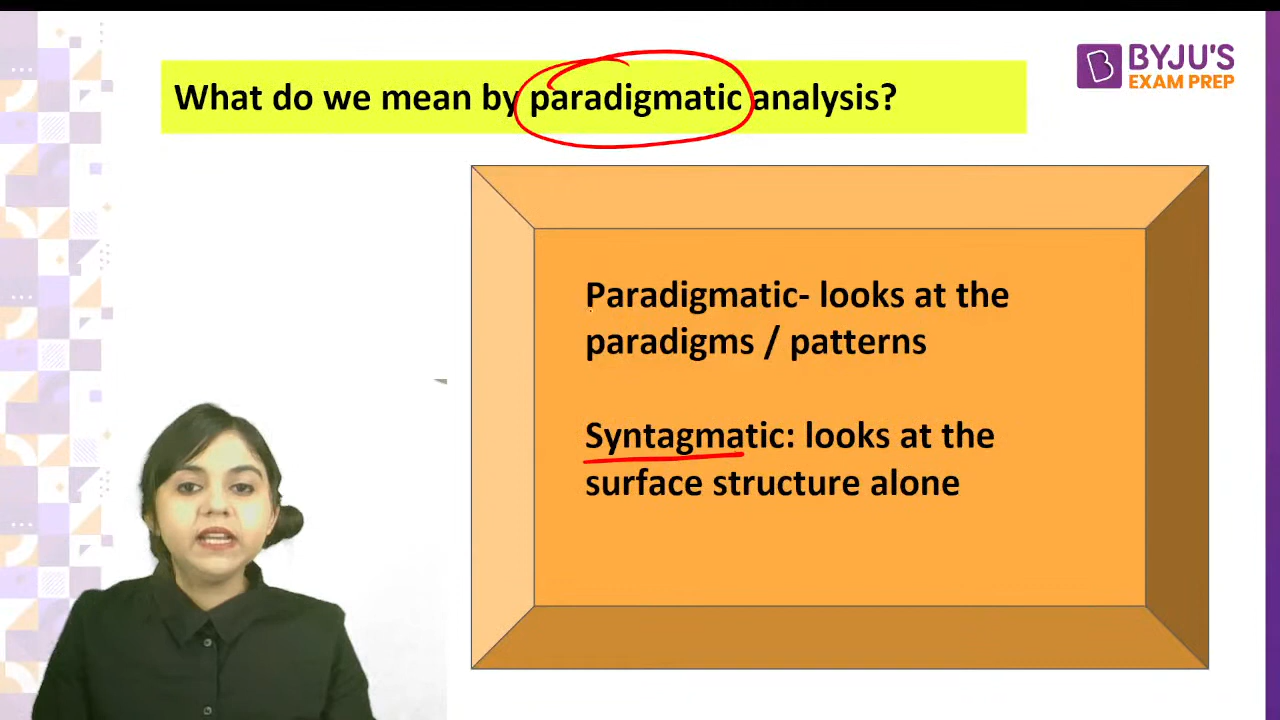 What do we mean by paradigmatic analysis?
BYJU'S
EXAM PREP
Paradigmatic- looks at the
paradigms / patterns
Syntagmatic: looks at the
surface structure alone